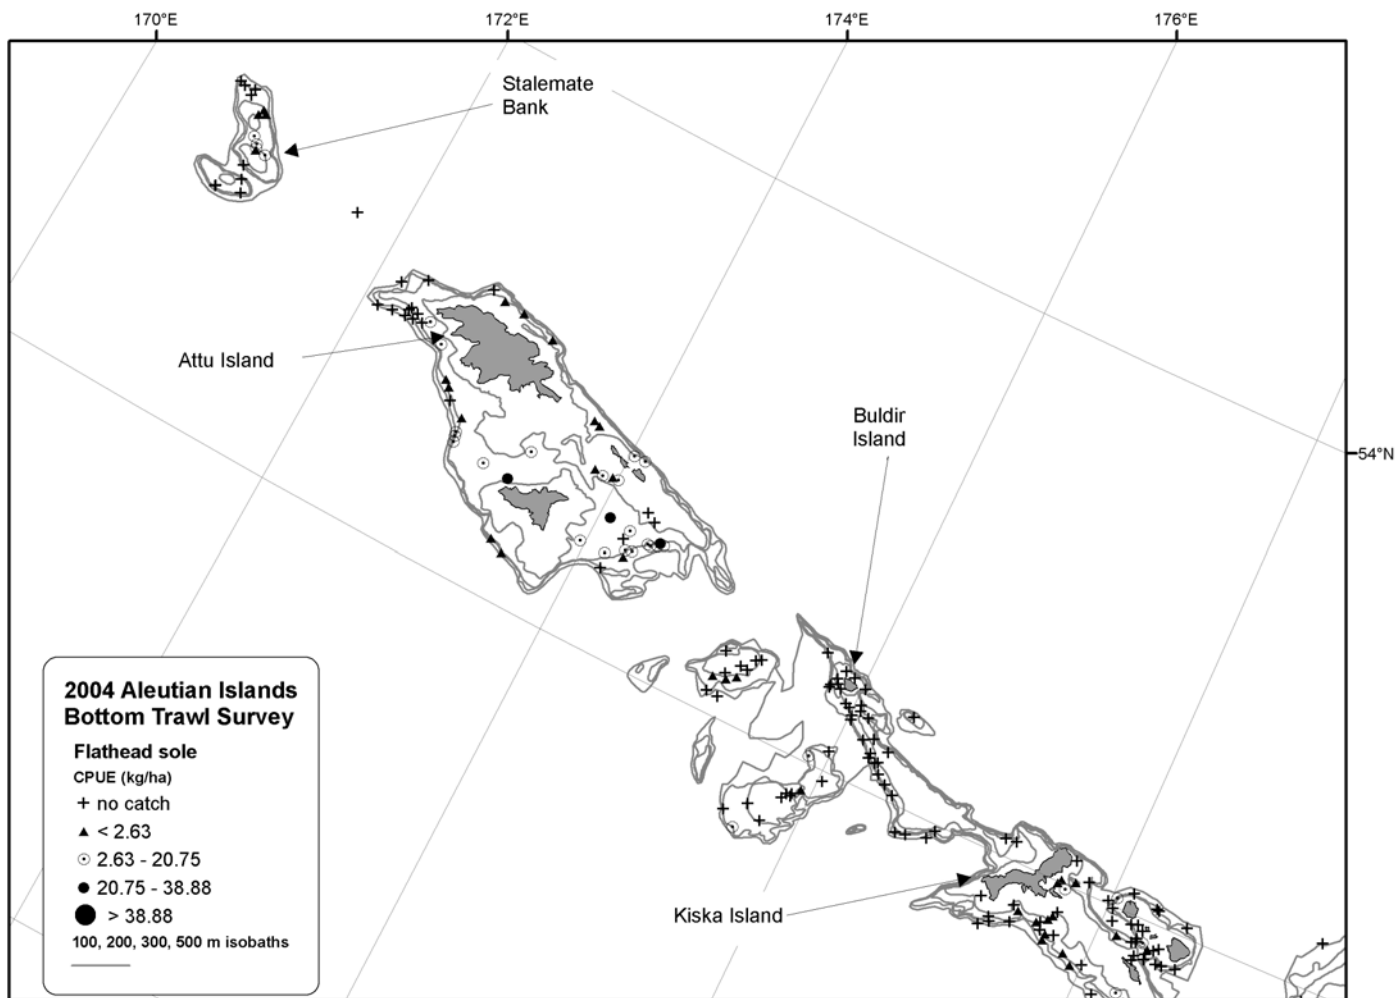 170°E
172°E
174°E
176°E
Stalemate
Bank
Attu Island
Buldir
Island
54°N
Kiska Island
2004 Aleutian Islands
Bottom Trawl Survey
Flathead sole
CPUE (kg/ha)
no catch
< 2.63
2.63 - 20.75
20.75 - 38.88
> 38.88
100, 200, 300, 500 m isobaths